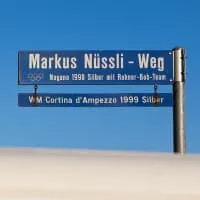 Markus Nüssli - Weg
Nagano 1998 Silber mit Rohner-Bob-Team
WM Cortina d'Ampezzo 1999 Silber